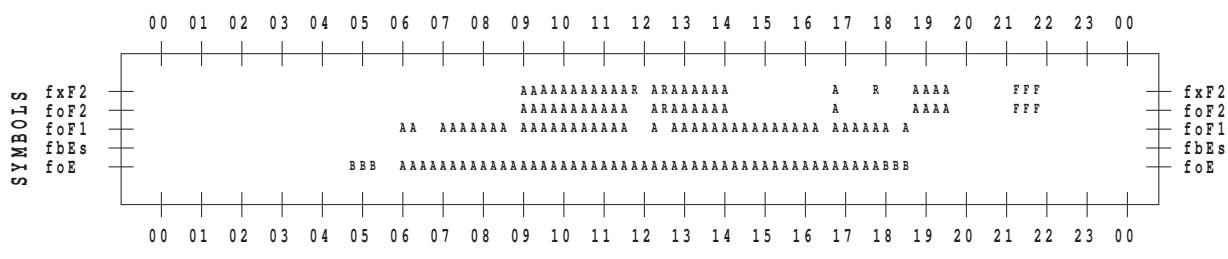 00 01 02 03 04 05 06 07 08 09 10 11 12 13 14 15 16 17 18 19 20 21 22 23 00
SYMBOLS
fxF2 AAAAAAAAAAAR ARAAAAAA A R AAAA FFF fxF2
foF2 AAAAAAAAAAA ARAAAAAA A AAAA FFF foF2
foF1 AA AAAAAAA AAAAAAAAAAA A AAAAAAAAAAAAAAA AAAAAA A foF1
fbEs fbEs
foE BBB AAAAAAAAAAAAAAAAAAAAAAAAAAAAAAAAAAAAAAAAAAAAAAAABBB foE
00 01 02 03 04 05 06 07 08 09 10 11 12 13 14 15 16 17 18 19 20 21 22 23 00